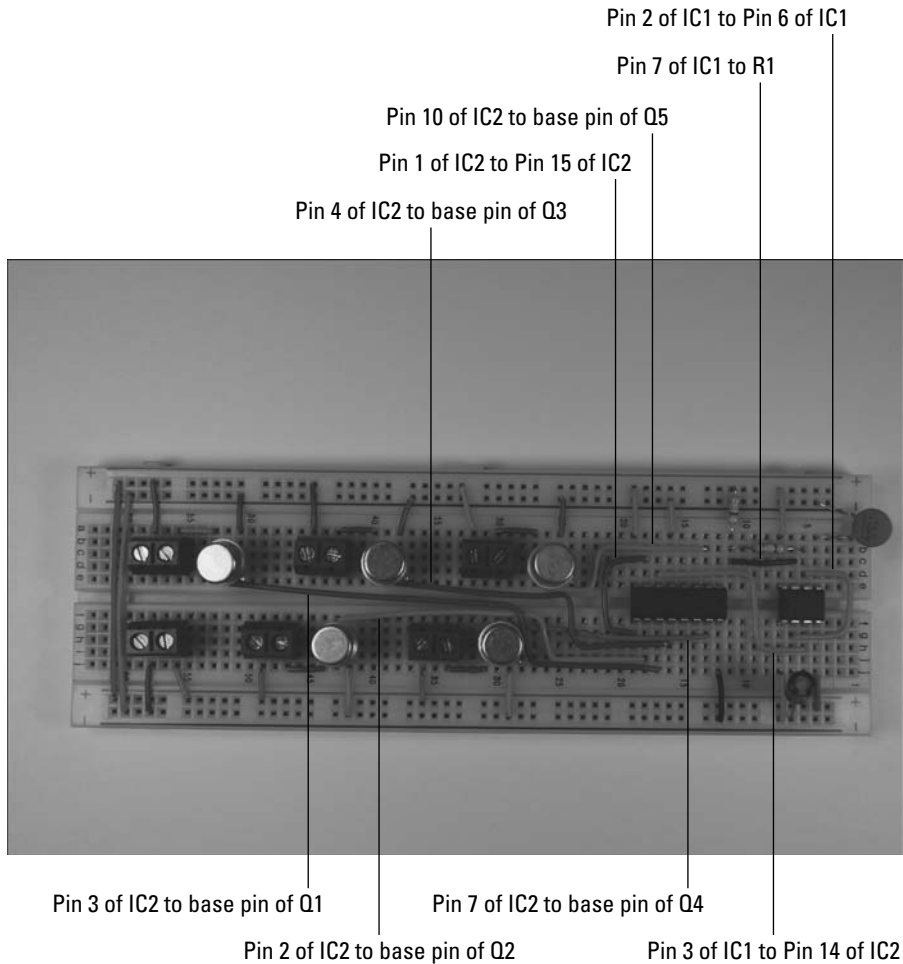 Pin 2 of IC1 to Pin 6 of IC1
Pin 7 of IC1 to R1
Pin 10 of IC2 to base pin of Q5
Pin 1 of IC2 to Pin 15 of IC2
Pin 4 of IC2 to base pin of Q3
Pin 3 of IC2 to base pin of Q1
Pin 7 of IC2 to base pin of Q4
Pin 2 of IC2 to base pin of Q2
Pin 3 of IC1 to Pin 14 of IC2